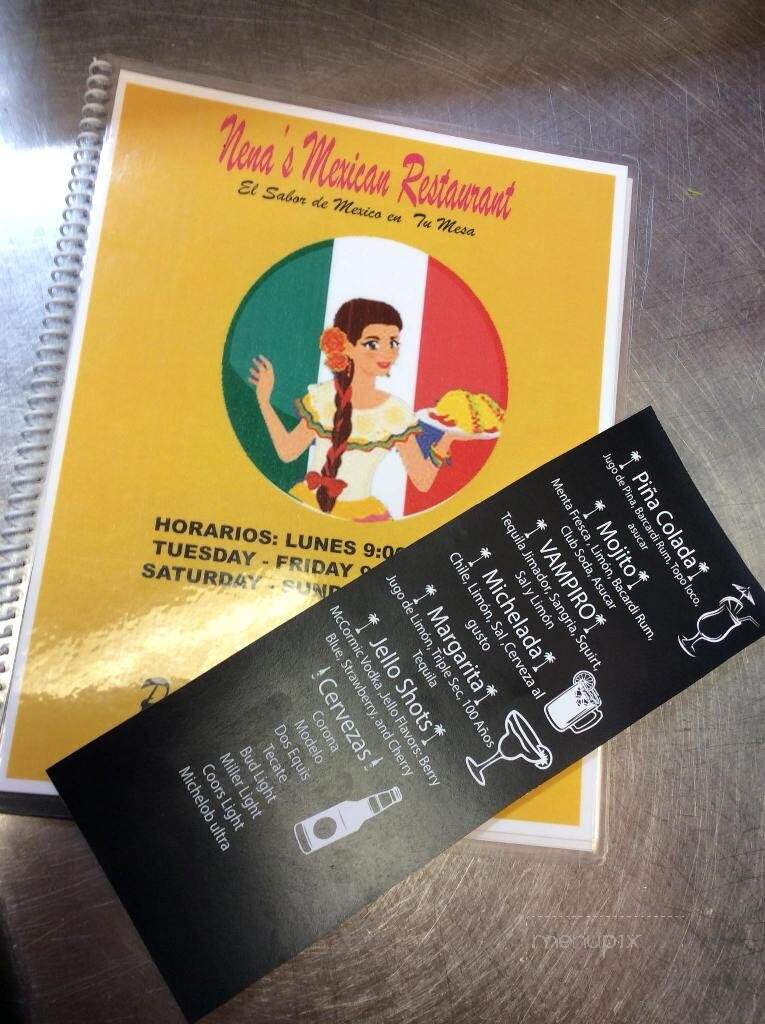 Nena's Mexican Restaurant
El Sabor de Mexico en Tu Mesa
HORARIOS: LUNES 9:0
TUESDAY - FRIDAY 9
SATURDAY - SUND
Piña Colada
Jugo de Pina, Barcardi Rum, Topo loco,
asucar
Mojito
Menta Fresca, Limón, Bacardi Rum,
Club Soda, Asucar
VAMPIRO
Tequila Jimador, Sangria, Squirt,
Sal y Limón
Michelada
Chile, Limón, Sal, Cerveza al
gusto
Margarita
Jugo de Limón, Triple Sec, 100 Años
Tequila
Jello Shots
McCormic Vodka, Jello Flavors: Berry
Blue, Strawberry, and Cherry
¡Cervezas!
Corona
Modelo
Dos Equis
Tecate
Bud Light
Miller Light
Coors Light
Michelob ultra
menupix